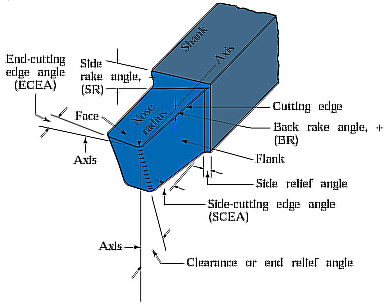 Shank
End-cutting
edge angle
(ECEA)
Side
rake angle,
(SR)
Axis
Face
Nose
radius
Cutting edge
Back rake angle, +
(BR)
Axis
Flank
Side relief angle
Side-cutting edge angle
(SCEA)
Axis
Clearance or end relief angle